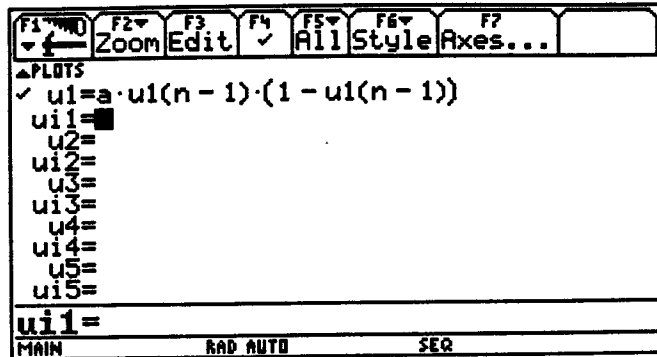 F1 F2 Zoom F3 Edit F4 ✓ F5 All F6 Style F7 Axes...
PLOTS
✓ u1=a·u1(n - 1)·(1 - u1(n - 1))
ui1=
u2=
ui2=
u3=
ui3=
u4=
ui4=
u5=
ui5=
ui1=
MAIN RAD AUTO SEQ